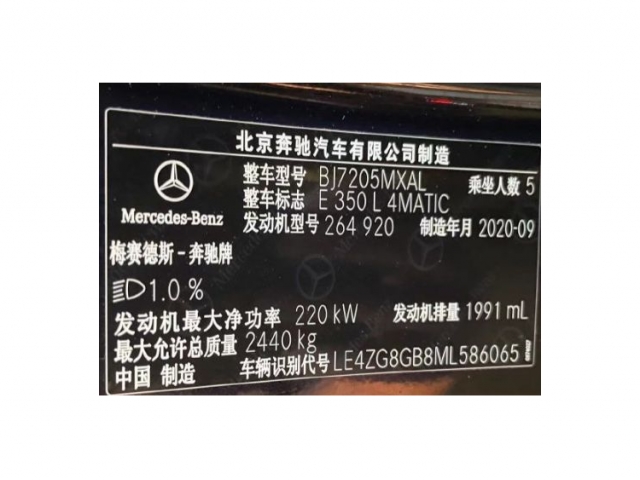 北京奔驰汽车有限公司制造
整车型号 BJ7205MXAL 乘坐人数 5
整车标志 E 350 L 4MATIC
Mercedes-Benz
发动机型号 264 920 制造年月 2020-09
梅赛德斯-奔驰牌
1.0 %
发动机最大净功率 220 kW 发动机排量 1991 mL
最大允许总质量 2440 kg
中国 制造 车辆识别代号 LE4ZG8GB8ML586065